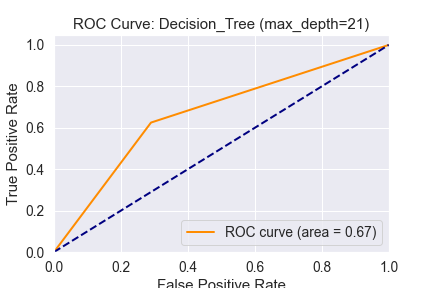 ROC Curve: Decision_Tree (max_depth=21)
1.0
0.8
0.6
0.4
0.2
0.0
True Positive Rate
ROC curve (area = 0.67)
0.0 0.2 0.4 0.6 0.8 1.0
False Positive Rate